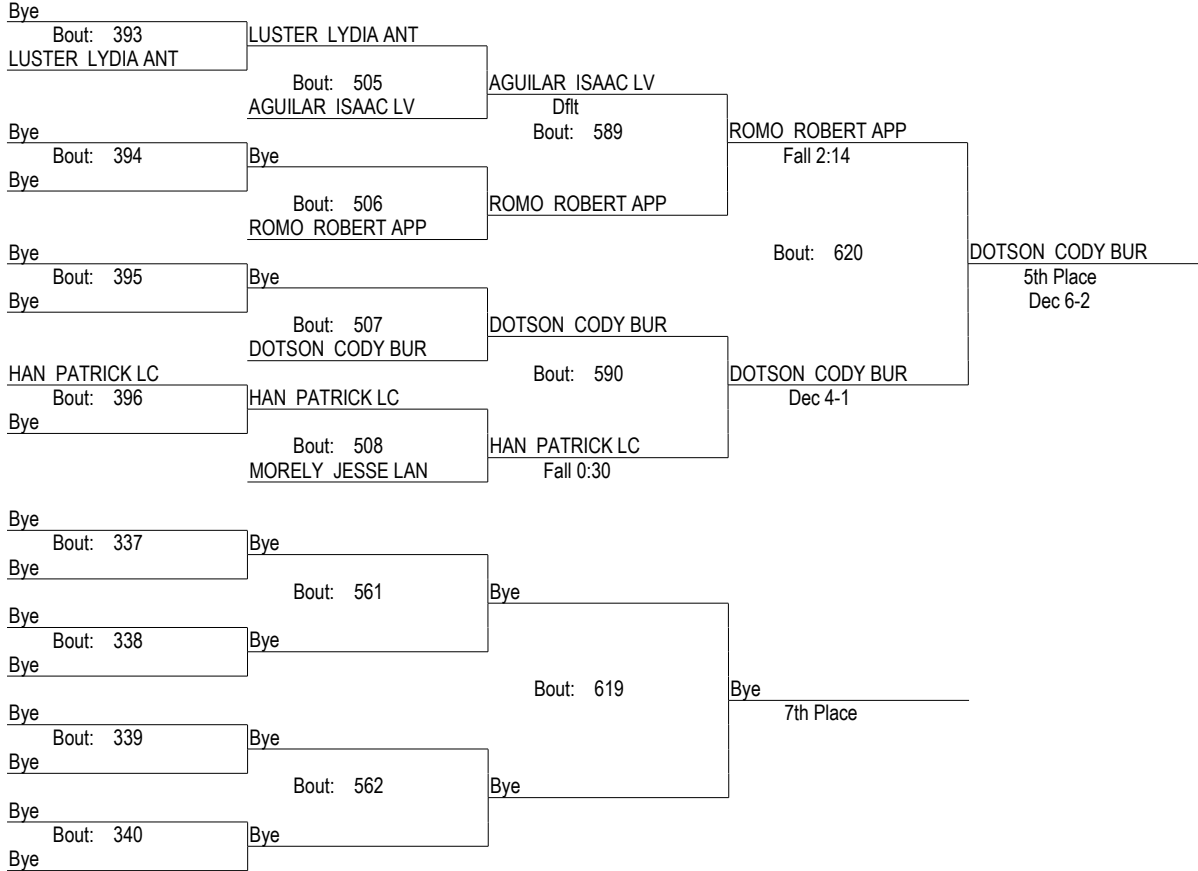 Bye
Bout: 393
LUSTER LYDIA ANT
LUSTER LYDIA ANT
Bout: 505
AGUILAR ISAAC LV
AGUILAR ISAAC LV
Dflt
Bout: 589
Bye
Bout: 394
Bye
Bye
Bout: 506
ROMO ROBERT APP
ROMO ROBERT APP
ROMO ROBERT APP
Fall 2:14
Bout: 620
DOTSON CODY BUR
5th Place
Dec 6-2
Bye
Bout: 395
Bye
Bye
Bout: 507
DOTSON CODY BUR
DOTSON CODY BUR
Bout: 590
DOTSON CODY BUR
Dec 4-1
HAN PATRICK LC
Bout: 396
Bye
HAN PATRICK LC
Bout: 508
MORELY JESSE LAN
HAN PATRICK LC
Fall 0:30
Bye
Bout: 337
Bye
Bye
Bout: 561
Bye
Bye
Bout: 338
Bye
Bye
Bout: 619
Bye
7th Place
Bye
Bout: 339
Bye
Bye
Bout: 562
Bye
Bye
Bout: 340
Bye
Bye